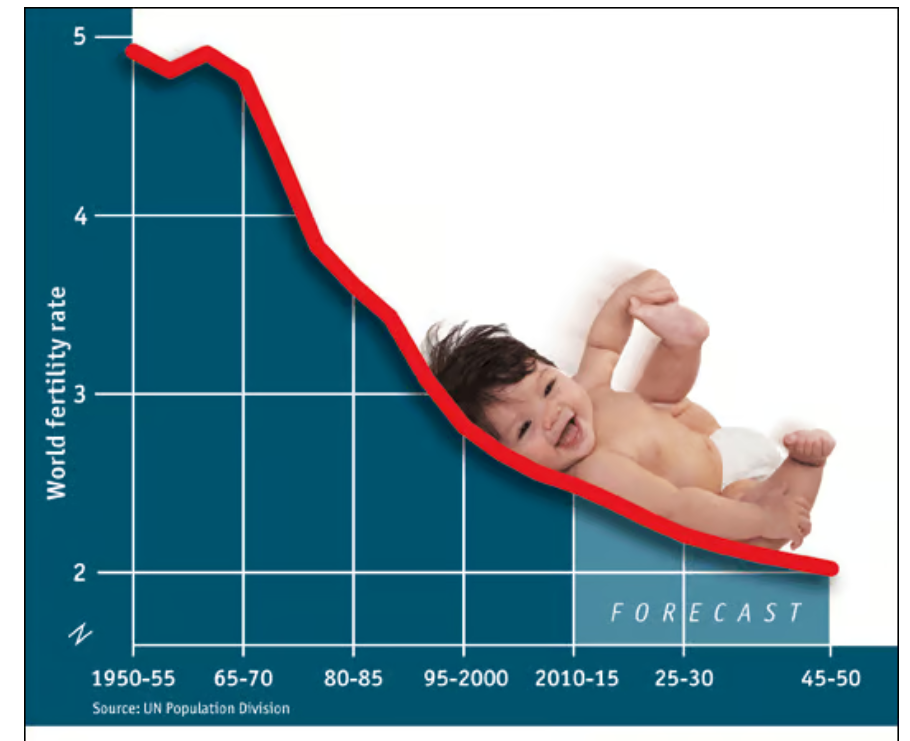 5
4
3
2
World fertility rate
FORECAST
1950-55 65-70 80-85 95-2000 2010-15 25-30 45-50
Source: UN Population Division